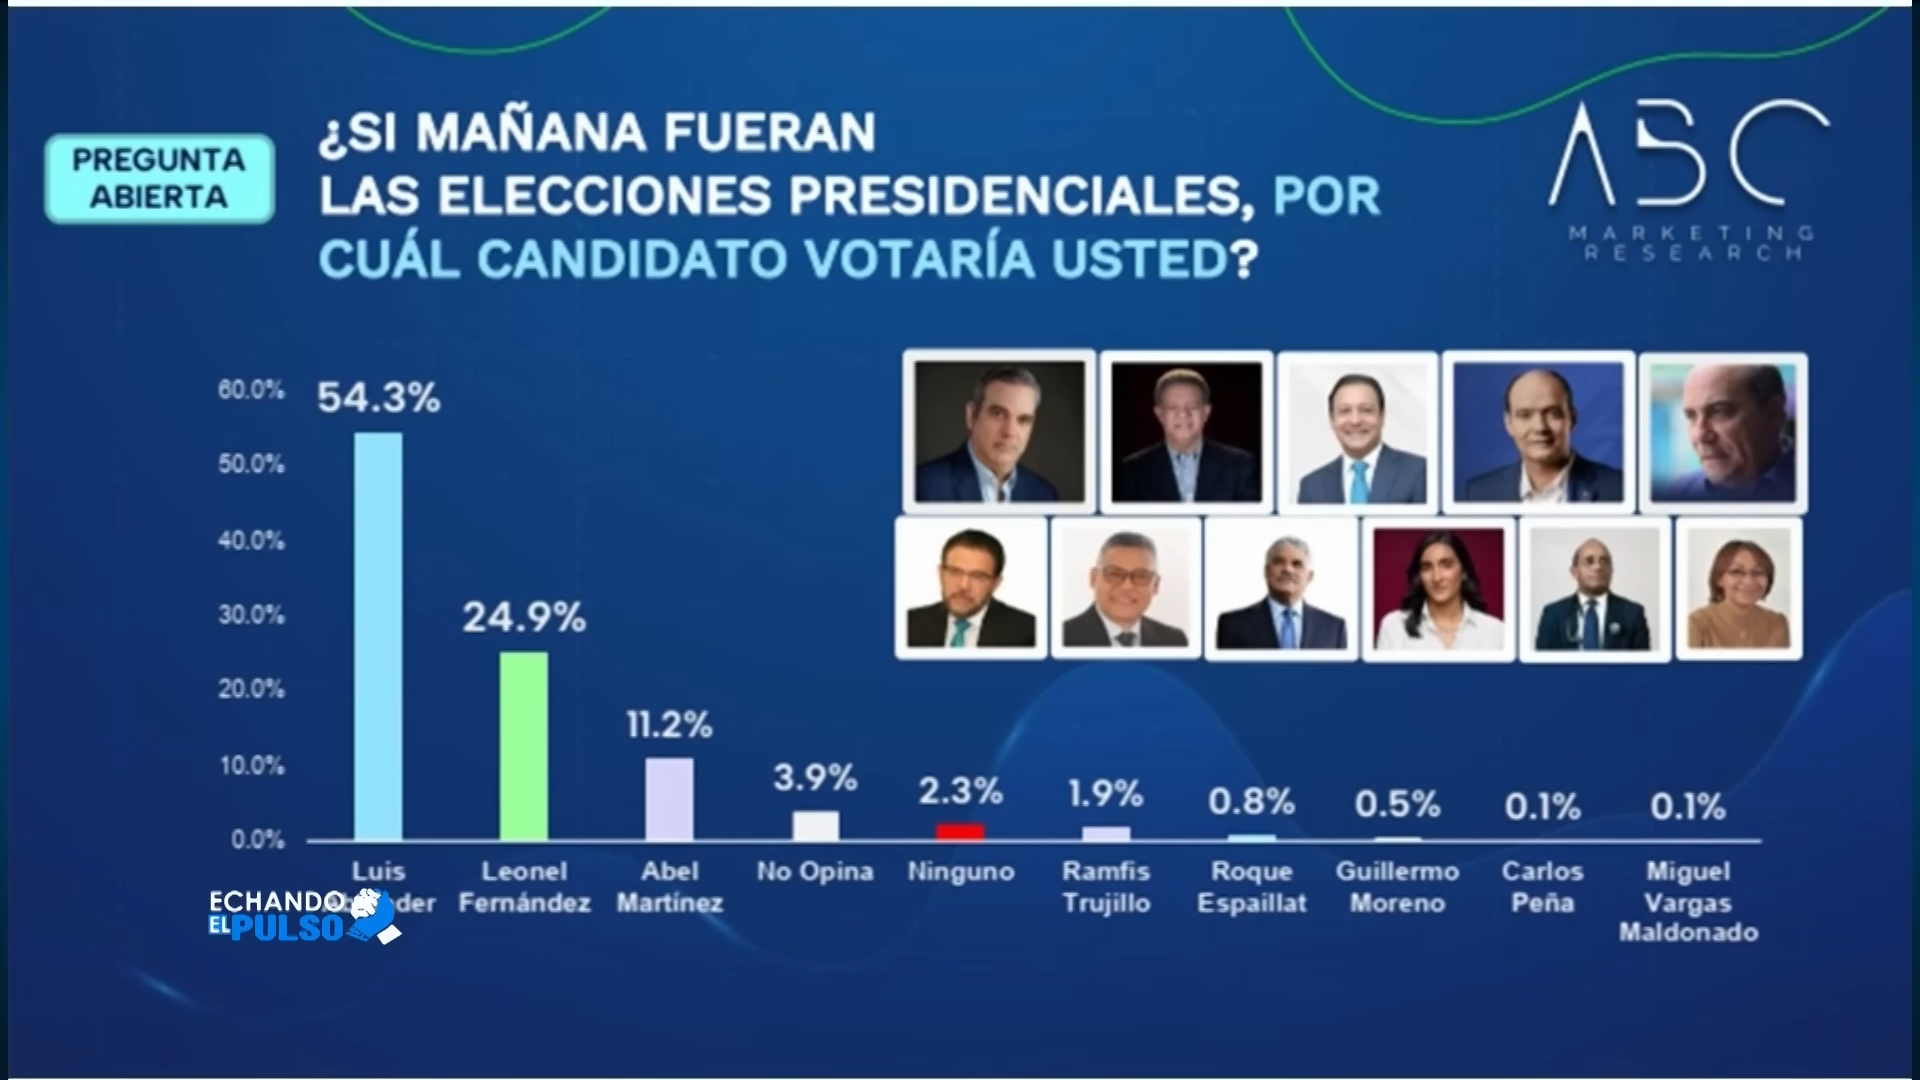 PREGUNTA
ABIERTA
¿SI MAÑANA FUERAN
LAS ELECCIONES PRESIDENCIALES, POR
CUÁL CANDIDATO VOTARÍA USTED?
ABC
MARKETING
RESEARCH
60.0%
50.0%
40.0%
30.0%
20.0%
10.0%
0.0%
54.3%
24.9%
11.2%
3.9%
2.3%
1.9%
0.8%
0.5%
0.1%
0.1%
Luis
Leonel
Fernández
Abel
Martínez
No Opina
Ninguno
Ramfis
Trujillo
Roque
Espaillat
Guillermo
Moreno
Carlos
Peña
Miguel
Vargas
Maldonado
ECHANDO
EL PULSO